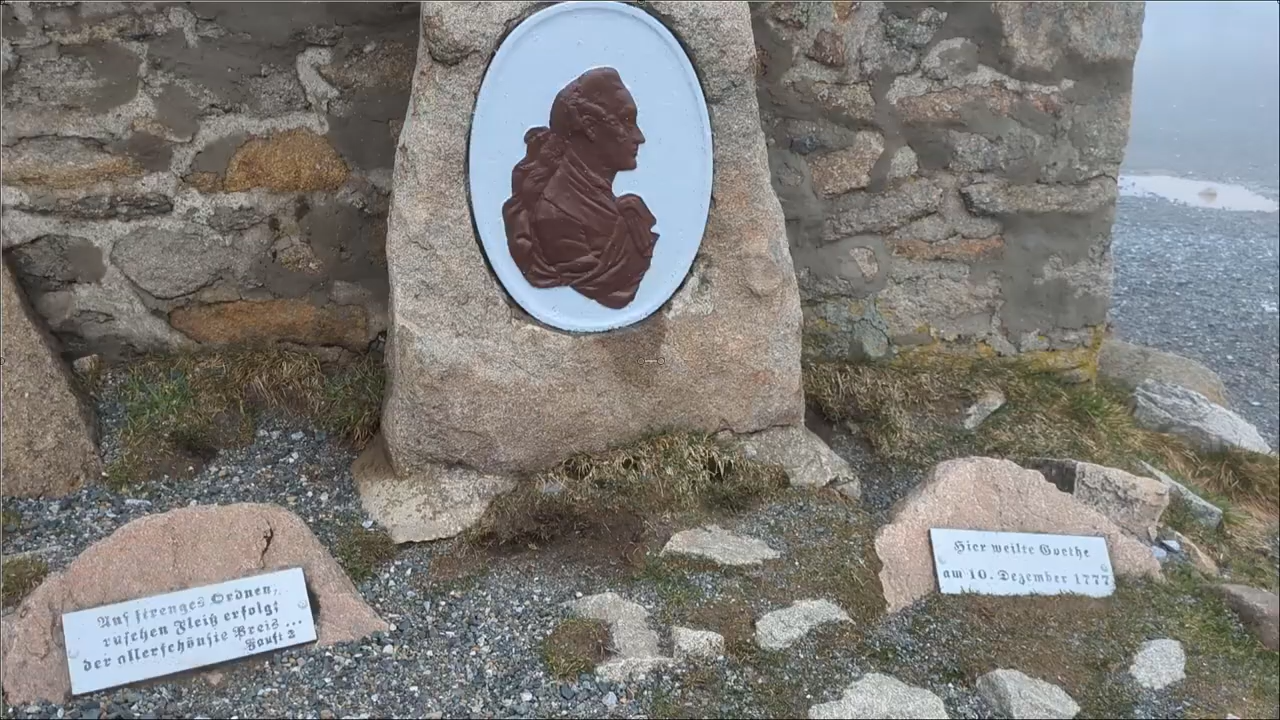 Auf strenges Ordnen,
raschen Fleiß erfolgt
der allerschönste Preis ...
Faust 2
Hier weilte Goethe
am 10. Dezember 1777